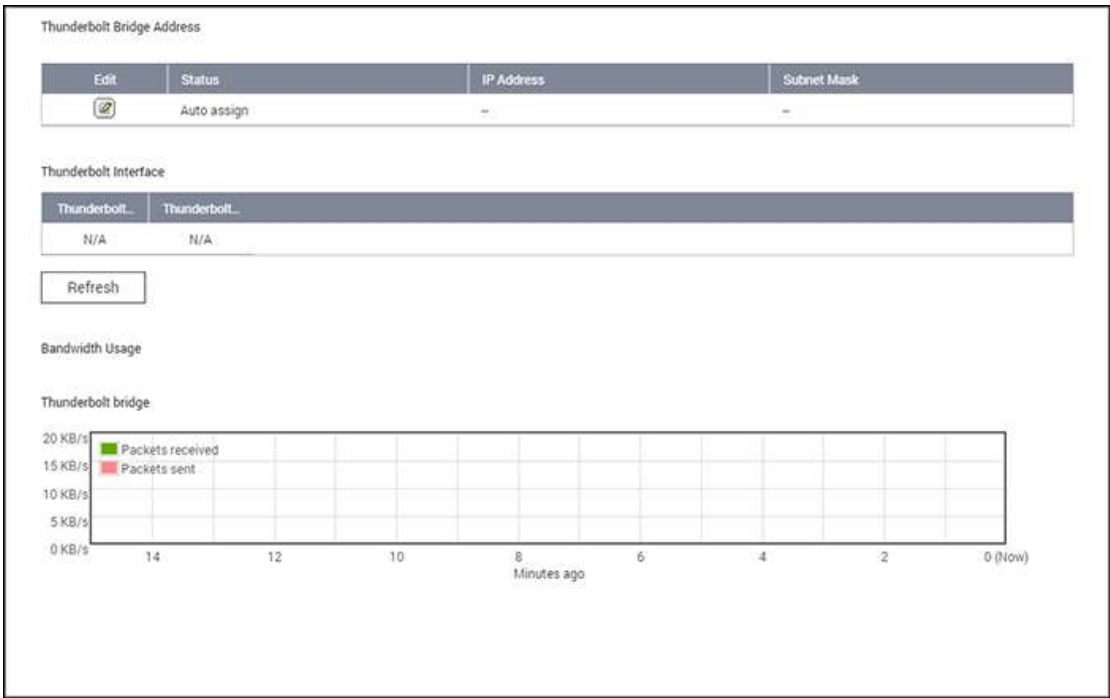 Thunderbolt Bridge Address
Edit Status IP Address Subnet Mask
Auto assign -- --
Thunderbolt Interface
Thunderbolt... Thunderbolt...
N/A N/A
Refresh
Bandwidth Usage
Thunderbolt bridge
20 KB/s
Packets received
15 KB/s
Packets sent
10 KB/s
5 KB/s
0 KB/s
14 12 10 8 6 4 2 0 (Now)
Minutes ago